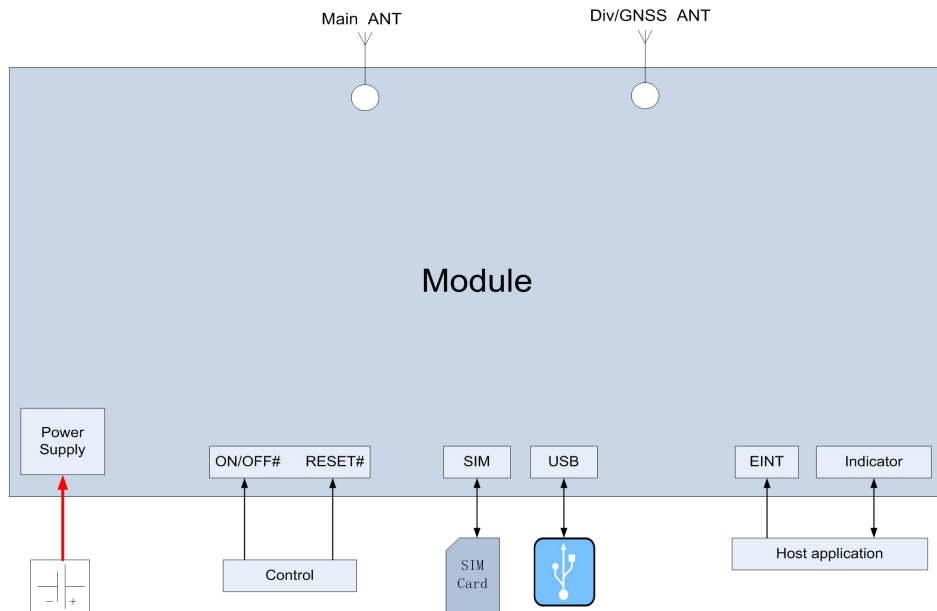 Main ANT
Div/GNSS ANT
Module
Power
Supply
ON/OFF# RESET#
SIM
USB
EINT
Indicator
Control
SIM
Card
Host application
- +